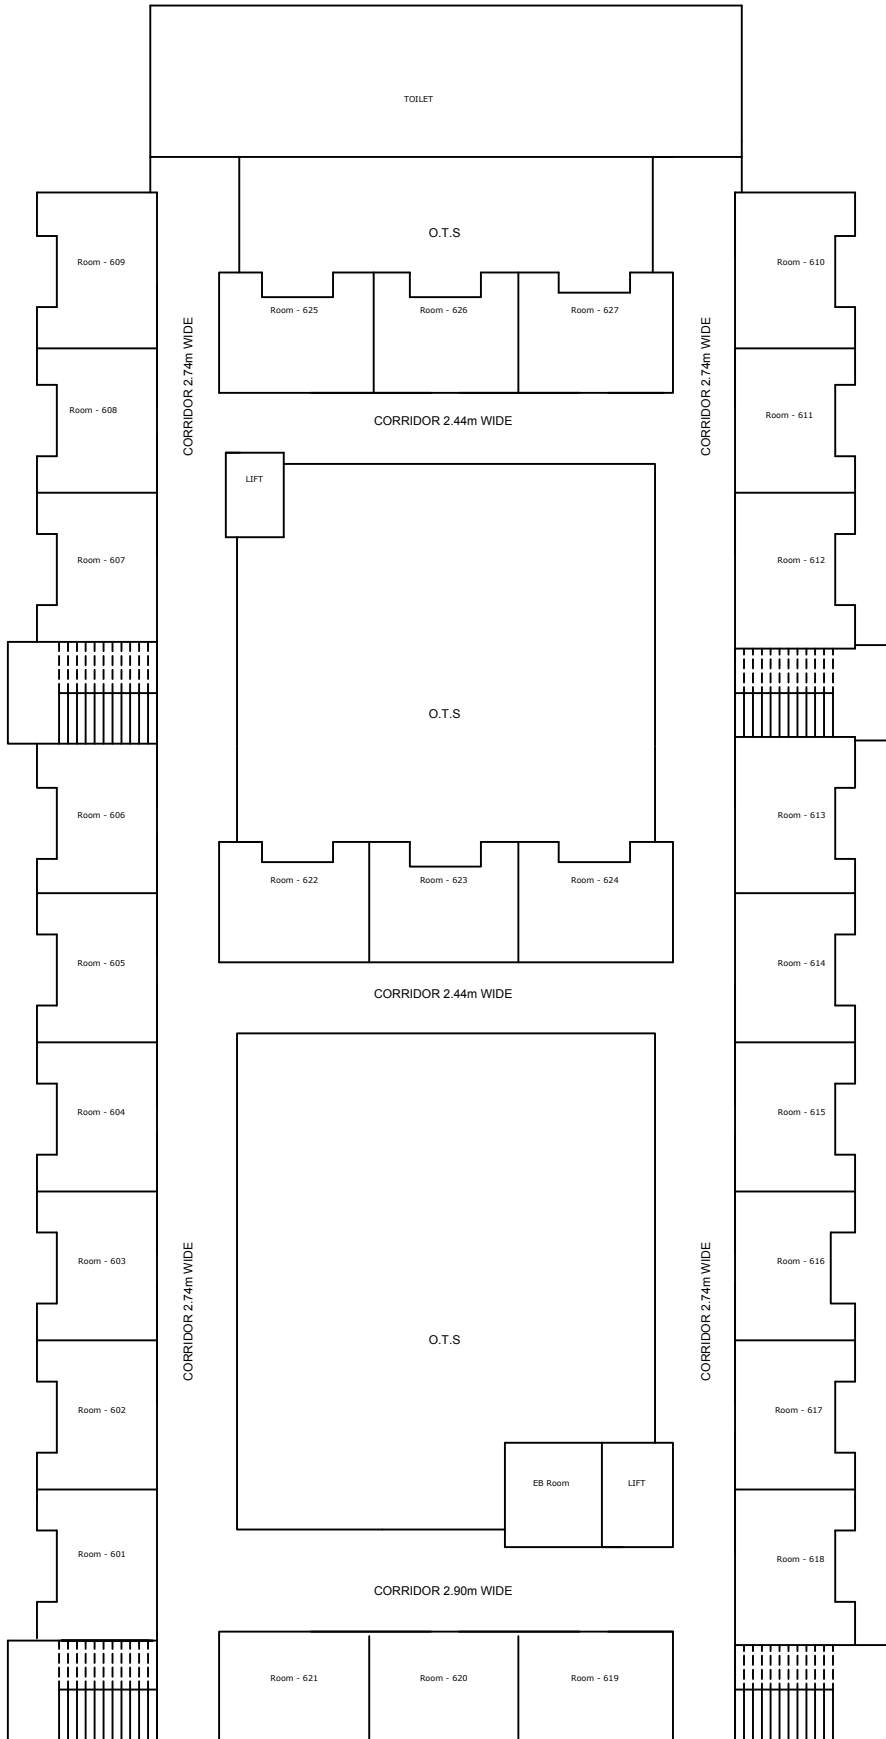 TOILET
O.T.S
Room - 609
Room - 610
Room - 625
Room - 626
Room - 627
CORRIDOR 2.74m WIDE
CORRIDOR 2.74m WIDE
Room - 608
Room - 611
CORRIDOR 2.44m WIDE
LIFT
Room - 607
Room - 612
O.T.S
Room - 606
Room - 613
Room - 622
Room - 623
Room - 624
Room - 605
Room - 614
CORRIDOR 2.44m WIDE
Room - 604
Room - 615
Room - 603
Room - 616
CORRIDOR 2.74m WIDE
CORRIDOR 2.74m WIDE
O.T.S
Room - 602
Room - 617
EB Room
LIFT
Room - 601
Room - 618
CORRIDOR 2.90m WIDE
Room - 621
Room - 620
Room - 619